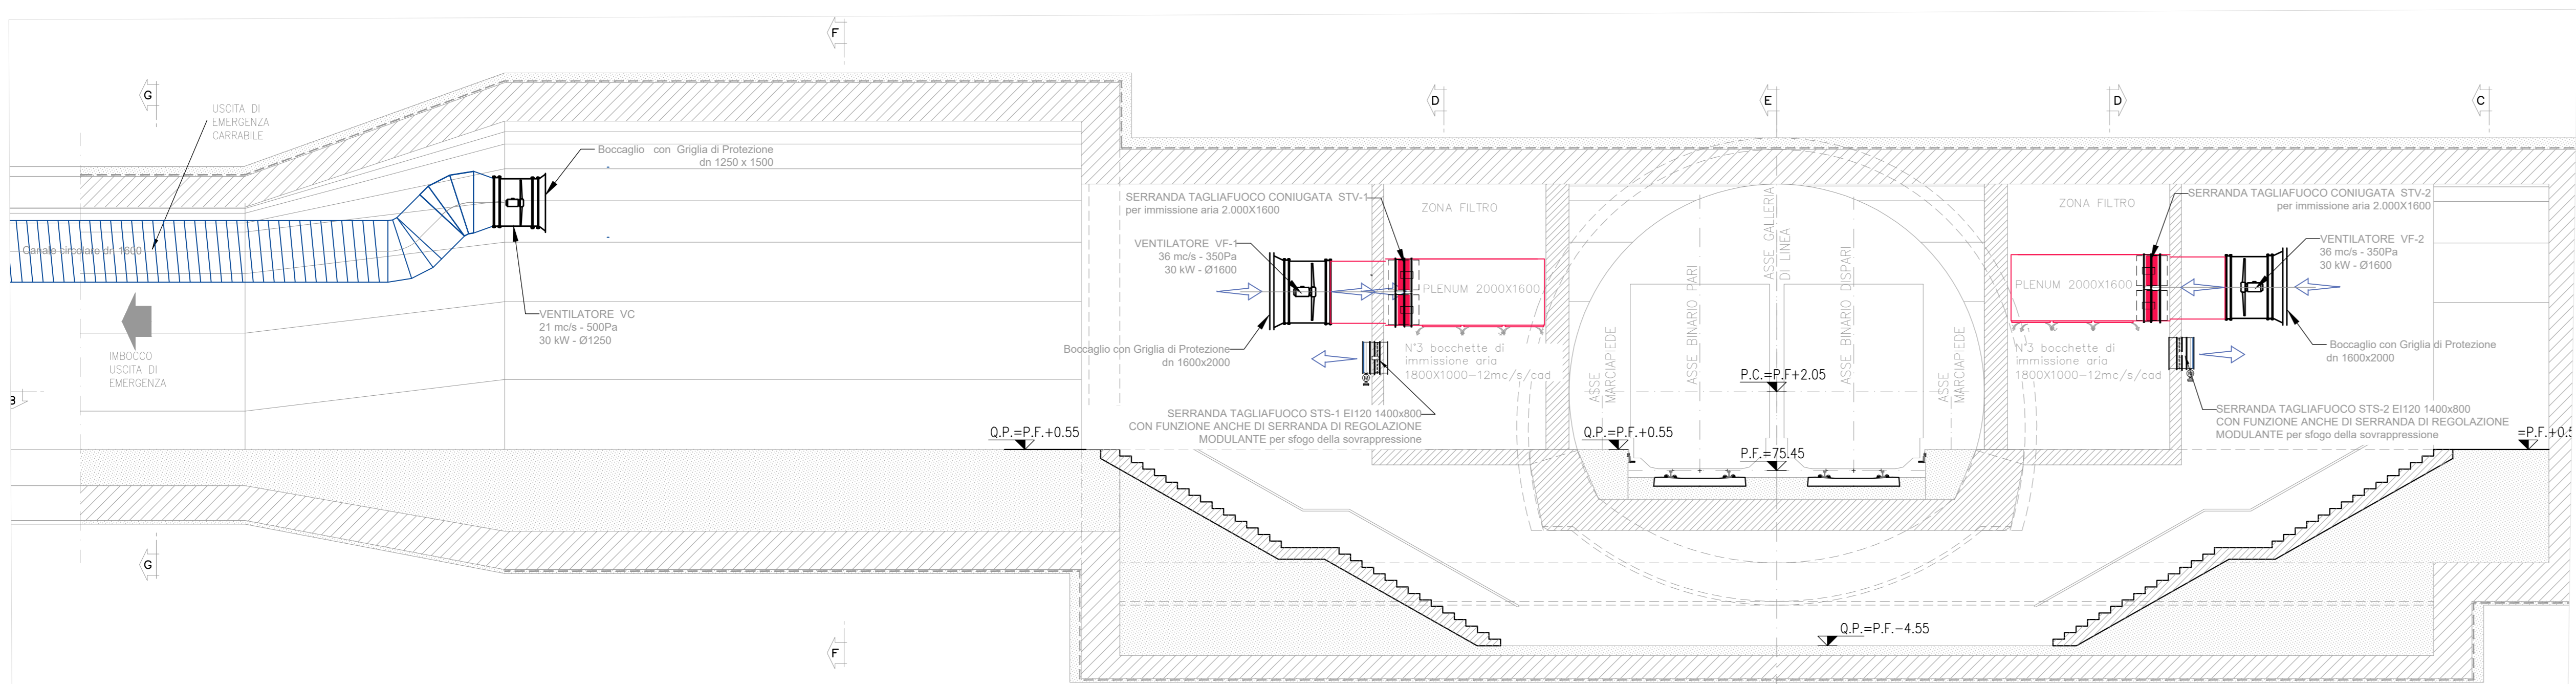 F
G
D
E
D
C
USCITA DI
EMERGENZA
CARRABILE
Boccaglio con Griglia di Protezione
dn 1250 x 1500
Canale circolare dn 1600
VENTILATORE VC
21 mc/s - 500Pa
30 kW - Ø1250
IMBOCCO
USCITA DI
EMERGENZA
B
SERRANDA TAGLIAFUOCO CONIUGATA STV-1
per immissione aria 2.000X1600
ZONA FILTRO
VENTILATORE VF-1
36 mc/s - 350Pa
30 kW - Ø1600
PLENUM 2000X1600
Boccaglio con Griglia di Protezione
dn 1600x2000
N°3 bocchette di
immissione aria
1800X1000-12mc/s/cad
SERRANDA TAGLIAFUOCO STS-1 EI120 1400x800
CON FUNZIONE ANCHE DI SERRANDA DI REGOLAZIONE
MODULANTE per sfogo della sovrappressione
Q.P.=P.F.+0.55
Q.P.=P.F.+0.55
ASSE
MARCIAPIEDE
ASSE BINARIO PARI
ASSE GALLERIA
DI LINEA
ASSE BINARIO DISPARI
ASSE
MARCIAPIEDE
P.C.=P.F+2.05
P.F.=75.45
Q.P.=P.F.-4.55
ZONA FILTRO
SERRANDA TAGLIAFUOCO CONIUGATA STV-2
per immissione aria 2.000X1600
VENTILATORE VF-2
36 mc/s - 350Pa
30 kW - Ø1600
PLENUM 2000X1600
N°3 bocchette di
immissione aria
1800X1000-12mc/s/cad
Boccaglio con Griglia di Protezione
dn 1600x2000
SERRANDA TAGLIAFUOCO STS-2 EI120 1400x800
CON FUNZIONE ANCHE DI SERRANDA DI REGOLAZIONE
MODULANTE per sfogo della sovrappressione
=P.F.+0.5
G
F